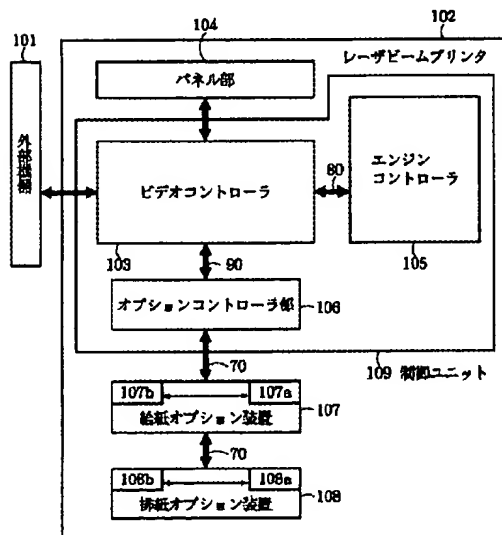 102
レーザビームプリンタ
101
外部機器
104
パネル部
ビデオコントローラ
103
80
エンジン
コントローラ
105
90
オプションコントローラ部
106
109 制御ユニット
70
107b
107a
給紙オプション装置
107
70
108b
108a
排紙オプション装置
108